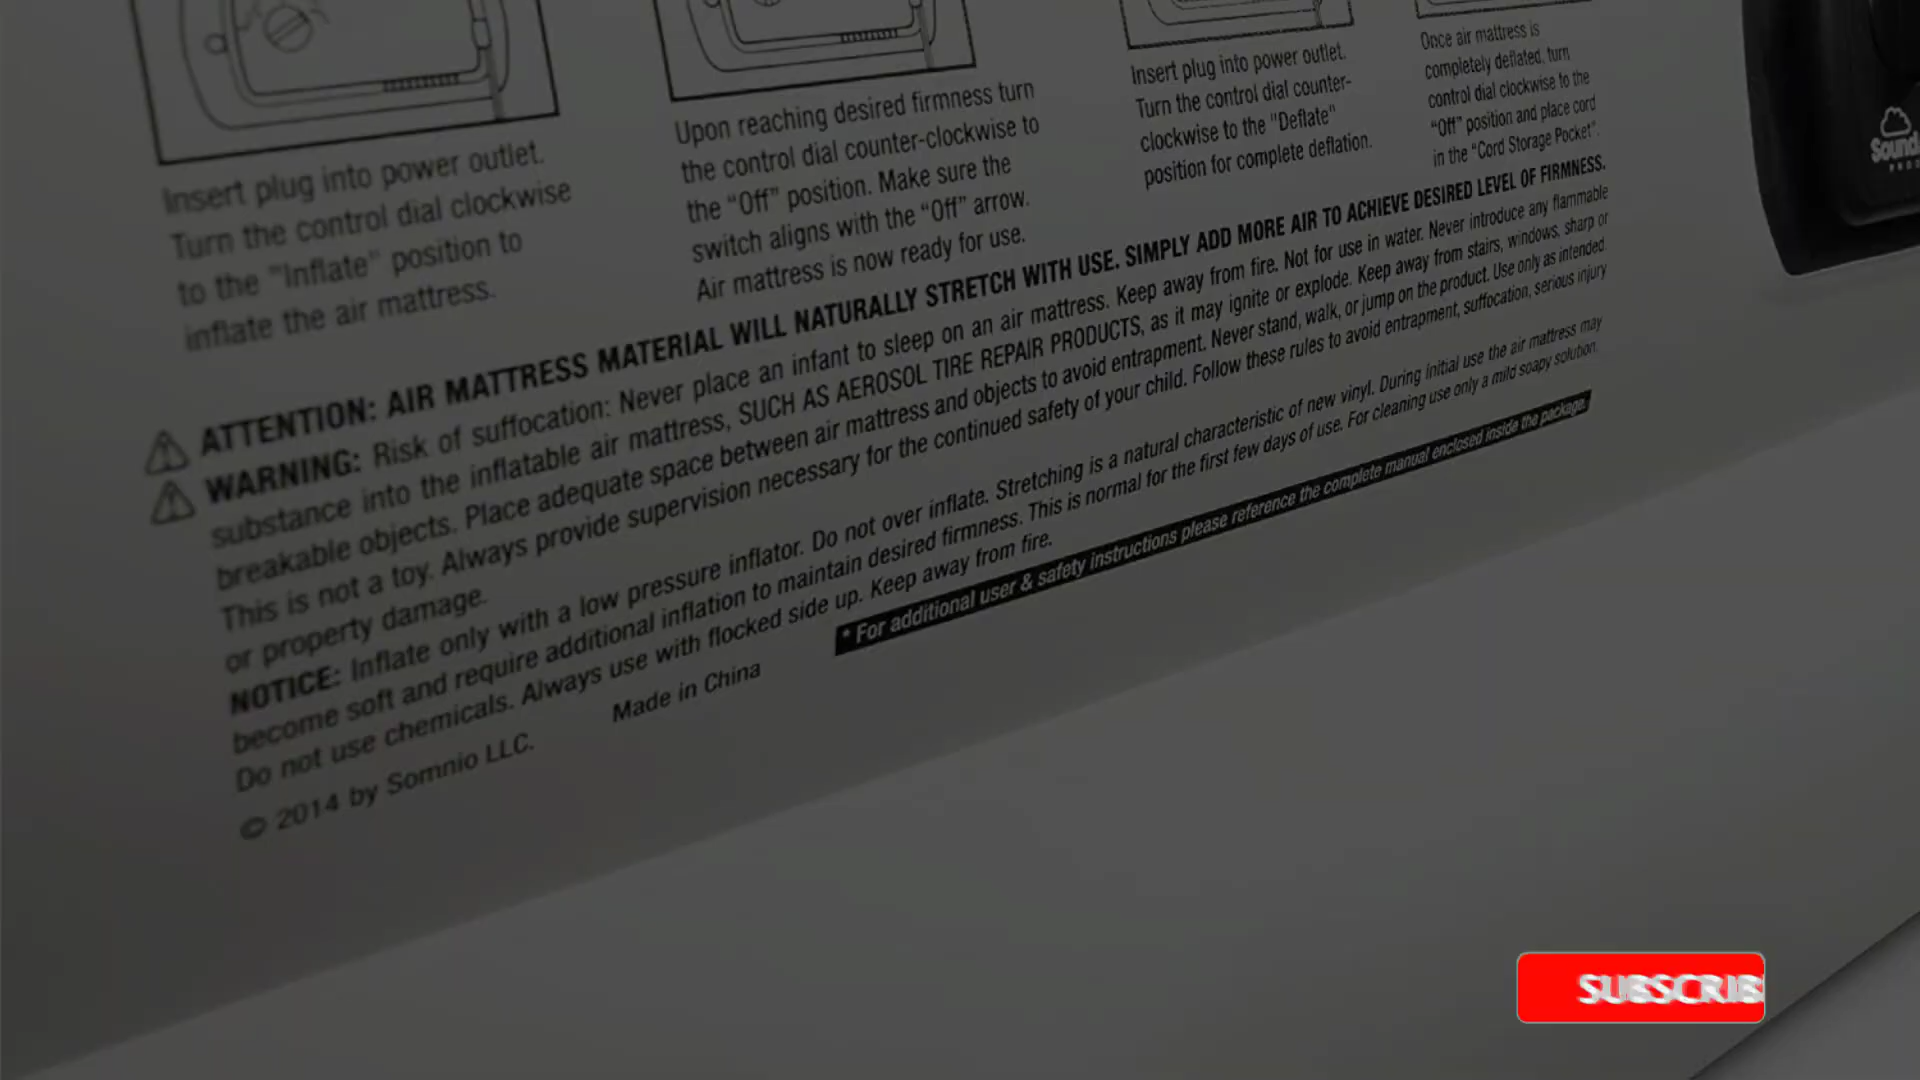 Insert plug into power outlet.
Turn the control dial clockwise
to the "Inflate" position to
inflate the air mattress.
Upon reaching desired firmness turn
the control dial counter-clockwise to
the “Off” position. Make sure the
switch aligns with the “Off” arrow.
Air mattress is now ready for use.
Insert plug into power outlet.
Turn the control dial counter-
clockwise to the "Deflate"
position for complete deflation.
Once air mattress is
completely deflated, turn
control dial clockwise to the
“Off” position and place cord
in the “Cord Storage Pocket”.
ATTENTION: AIR MATTRESS MATERIAL WILL NATURALLY STRETCH WITH USE. SIMPLY ADD MORE AIR TO ACHIEVE DESIRED LEVEL OF FIRMNESS.
WARNING: Risk of suffocation: Never place an infant to sleep on an air mattress. Keep away from fire. Not for use in water. Never introduce any flammable
substance into the inflatable air mattress, SUCH AS AEROSOL TIRE REPAIR PRODUCTS, as it may ignite or explode. Keep away from stairs, windows, sharp or
breakable objects. Place adequate space between air mattress and objects to avoid entrapment. Never stand, walk, or jump on the product. Use only as intended.
This is not a toy. Always provide supervision necessary for the continued safety of your child. Follow these rules to avoid entrapment, suffocation, serious injury
or property damage.
NOTICE: Inflate only with a low pressure inflator. Do not over inflate. Stretching is a natural characteristic of new vinyl. During initial use the air mattress may
become soft and require additional inflation to maintain desired firmness. This is normal for the first few days of use. For cleaning use only a mild soapy solution.
Do not use chemicals. Always use with flocked side up. Keep away from fire.
* For additional user & safety instructions please reference the complete manual enclosed inside the package.
© 2014 by Somnio LLC.
Made in China
Sound
SUBSCRIB